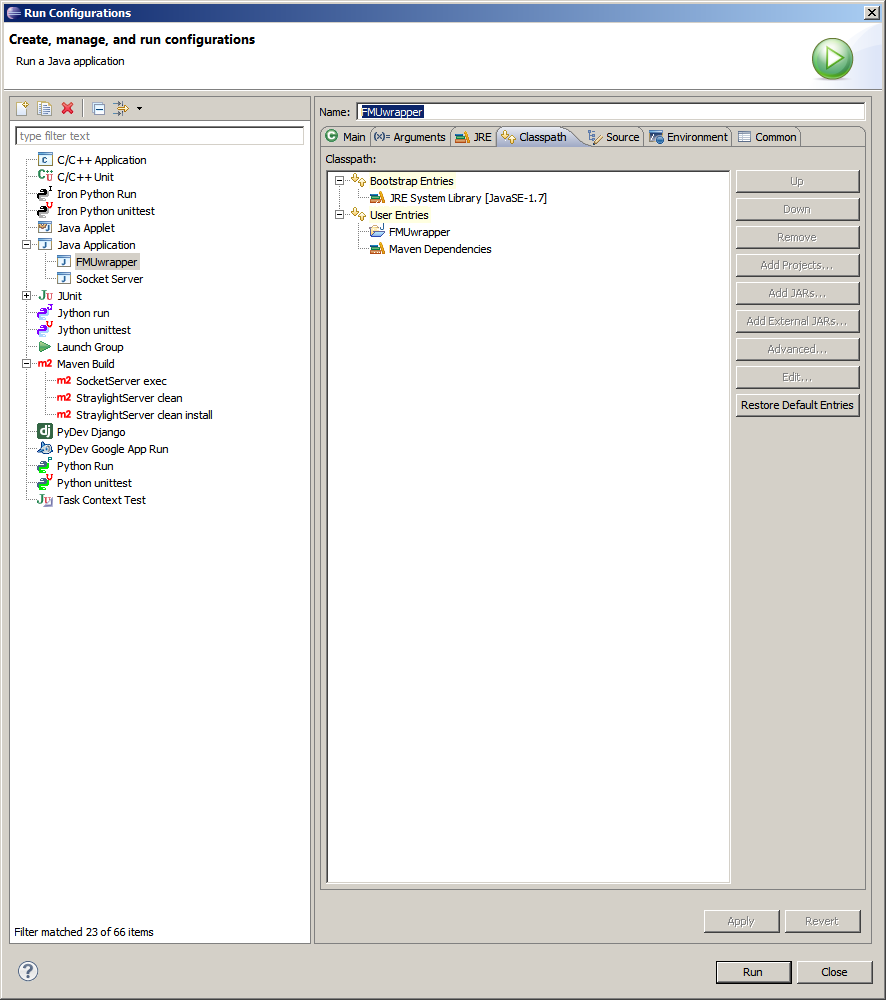 Run Configurations
Create, manage, and run configurations
Run a Java application
type filter text
C/C++ Application
C/C++ Unit
Iron Python Run
Iron Python unittest
Java Applet
Java Application
FMUwrapper
Socket Server
JUnit
Jython run
Jython unittest
Launch Group
Maven Build
SocketServer exec
StraylightServer clean
StraylightServer clean install
PyDev Django
PyDev Google App Run
Python Run
Python unittest
Task Context Test
Filter matched 23 of 66 items
Name: FMUwrapper
Main (x)= Arguments JRE Classpath Source Environment Common
Classpath:
Bootstrap Entries
JRE System Library [JavaSE-1.7]
User Entries
FMUwrapper
Maven Dependencies
Up
Down
Remove
Add Projects...
Add JARs...
Add External JARs...
Advanced...
Edit...
Restore Default Entries
Apply Revert
Run Close